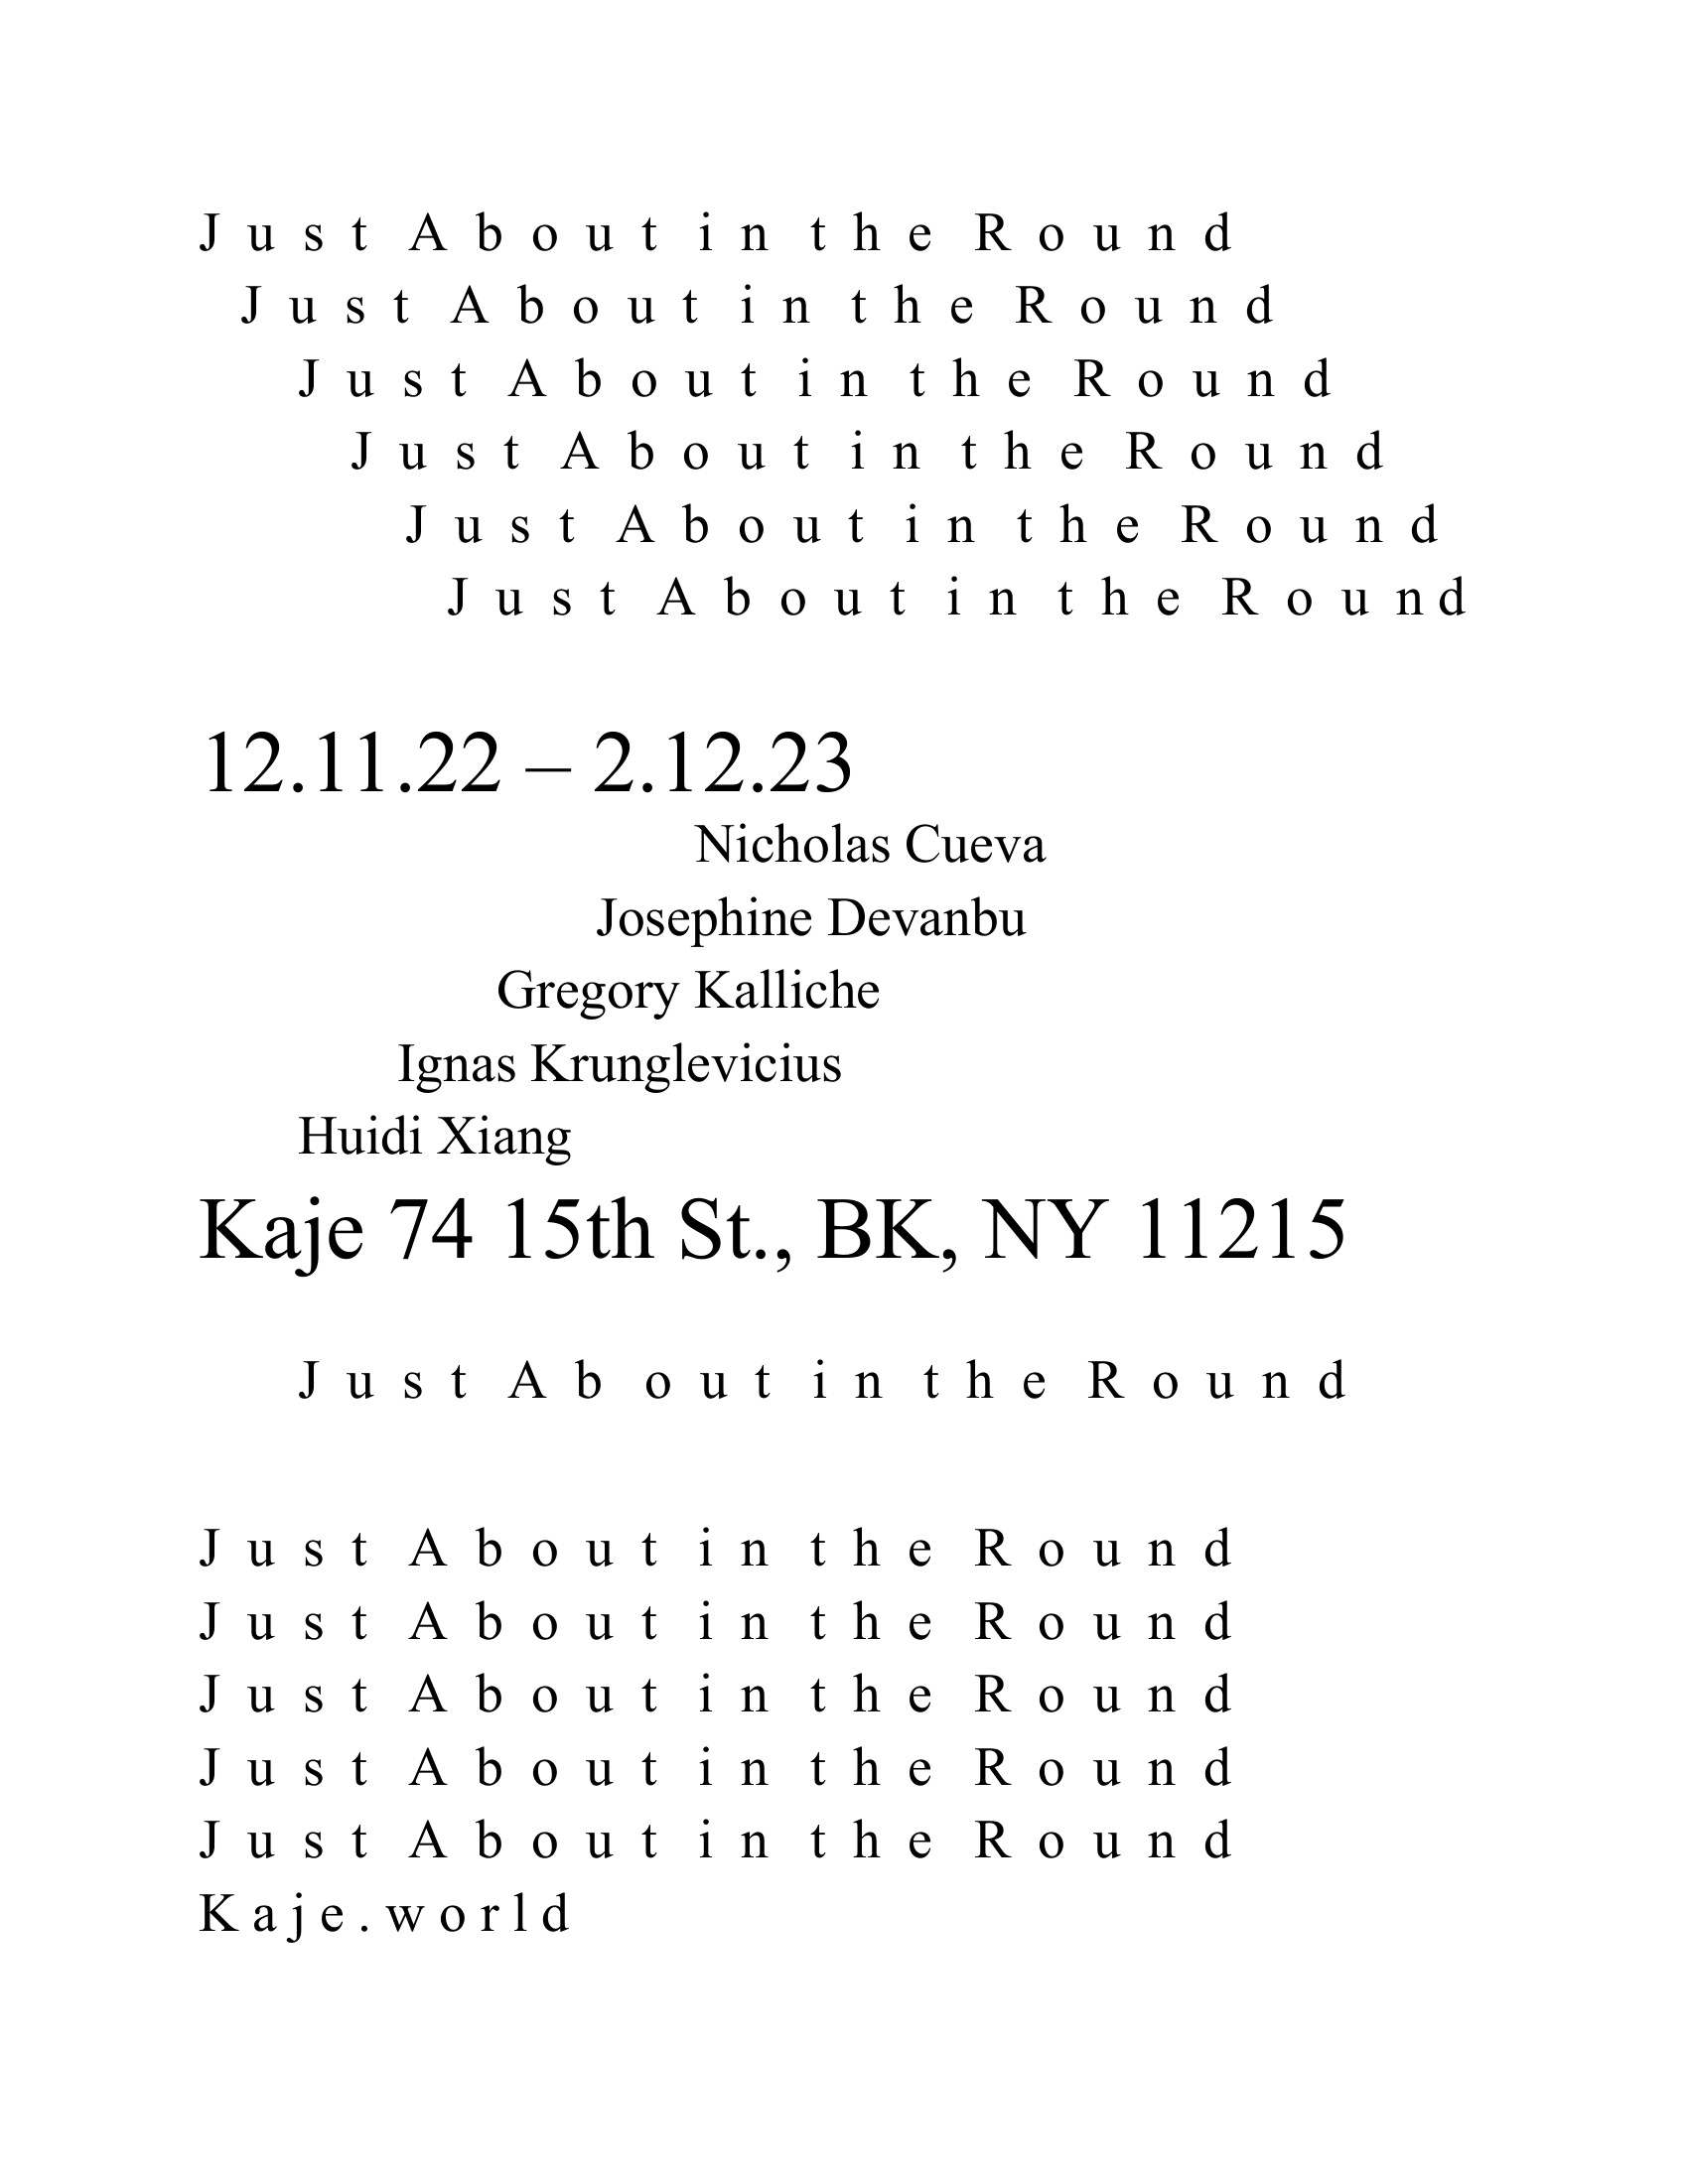 J u s t A b o u t i n t h e R o u n d
J u s t A b o u t i n t h e R o u n d
J u s t A b o u t i n t h e R o u n d
J u s t A b o u t i n t h e R o u n d
J u s t A b o u t i n t h e R o u n d
J u s t A b o u t i n t h e R o u n d
12.11.22 – 2.12.23
Nicholas Cueva
Josephine Devanbu
Gregory Kalliche
Ignas Krunglevicius
Huidi Xiang
Kaje 74 15th St., BK, NY 11215
J u s t A b o u t i n t h e R o u n d
J u s t A b o u t i n t h e R o u n d
J u s t A b o u t i n t h e R o u n d
J u s t A b o u t i n t h e R o u n d
J u s t A b o u t i n t h e R o u n d
J u s t A b o u t i n t h e R o u n d
K a j e . w o r l d